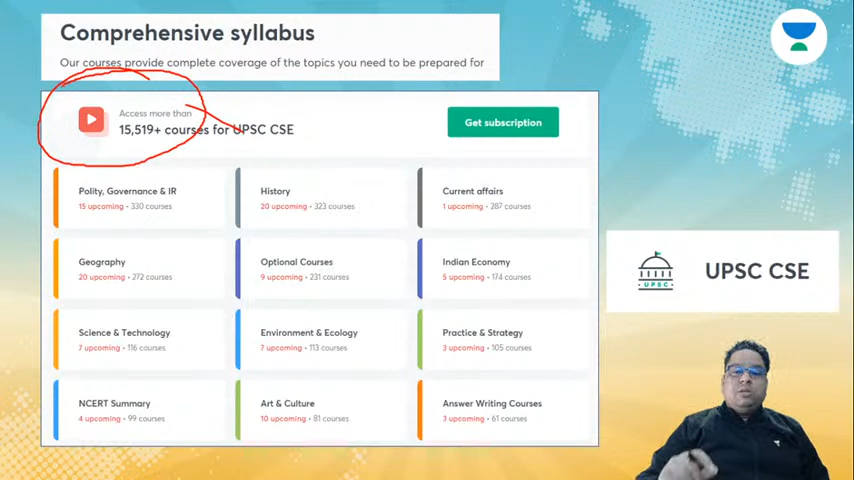 Comprehensive syllabus
Our courses provide complete coverage of the topics you need to be prepared for
Access more than
15,519+ courses for UPSC CSE
Get subscription
Polity, Governance & IR
15 upcoming • 330 courses
History
20 upcoming • 323 courses
Current affairs
1 upcoming • 287 courses
Geography
20 upcoming • 272 courses
Optional Courses
9 upcoming • 231 courses
Indian Economy
5 upcoming • 174 courses
Science & Technology
7 upcoming • 116 courses
Environment & Ecology
7 upcoming • 113 courses
Practice & Strategy
3 upcoming • 105 courses
NCERT Summary
4 upcoming • 99 courses
Art & Culture
10 upcoming • 81 courses
Answer Writing Courses
3 upcoming • 61 courses
UPSC
UPSC CSE